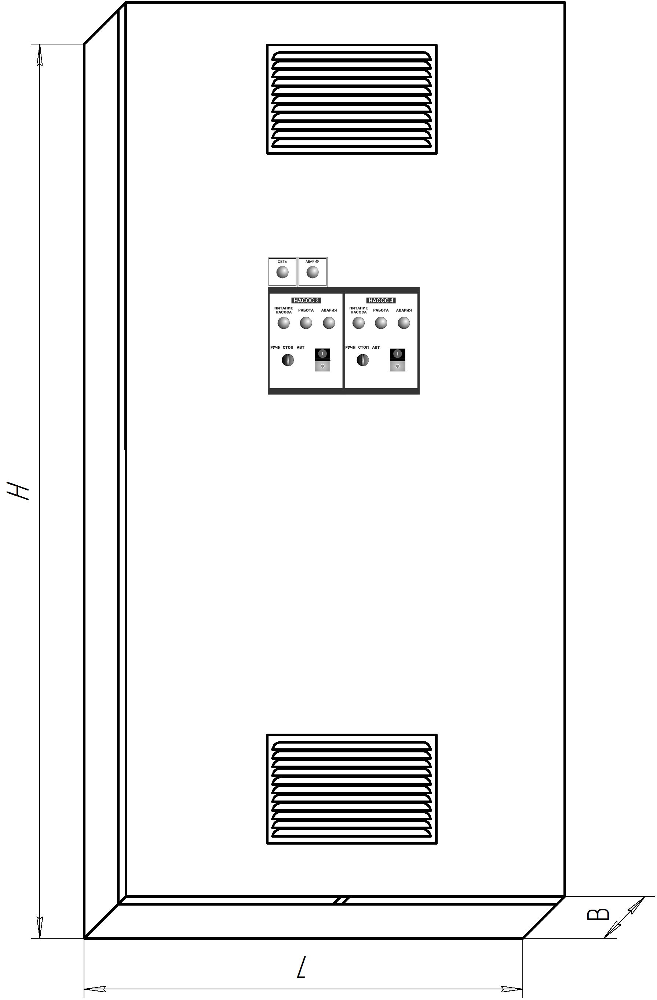 СЕТЬ АВАРИЯ
НАСОС 3 НАСОС 4
ПИТАНИЕ НАСОСА РАБОТА АВАРИЯ ПИТАНИЕ НАСОСА РАБОТА АВАРИЯ
РУЧН СТОП АВТ РУЧН СТОП АВТ
H
B
L